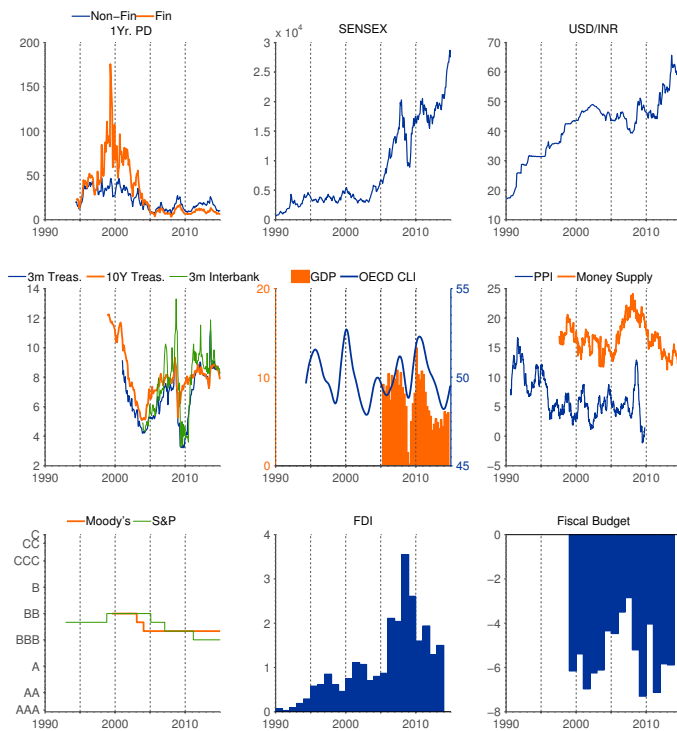 Non−Fin Fin
1Yr. PD
200
150
100
50
0
1990 2000 2010
x 10⁴ SENSEX
3
2.5
2
1.5
1
0.5
0
1990 2000 2010
USD/INR
70
60
50
40
30
20
10
1990 2000 2010
3m Treas. 10Y Treas. 3m Interbank
14
12
10
8
6
4
2
1990 2000 2010
GDP OECD CLI
20
10
0
55
50
45
1990 2000 2010
PPI Money Supply
25
20
15
10
5
0
−5
1990 2000 2010
Moody's S&P
C
CC
CCC
B
BB
BBB
A
AA
AAA
1990 2000 2010
FDI
4
3
2
1
0
1990 2000 2010
Fiscal Budget
0
−2
−4
−6
−8
1990 2000 2010